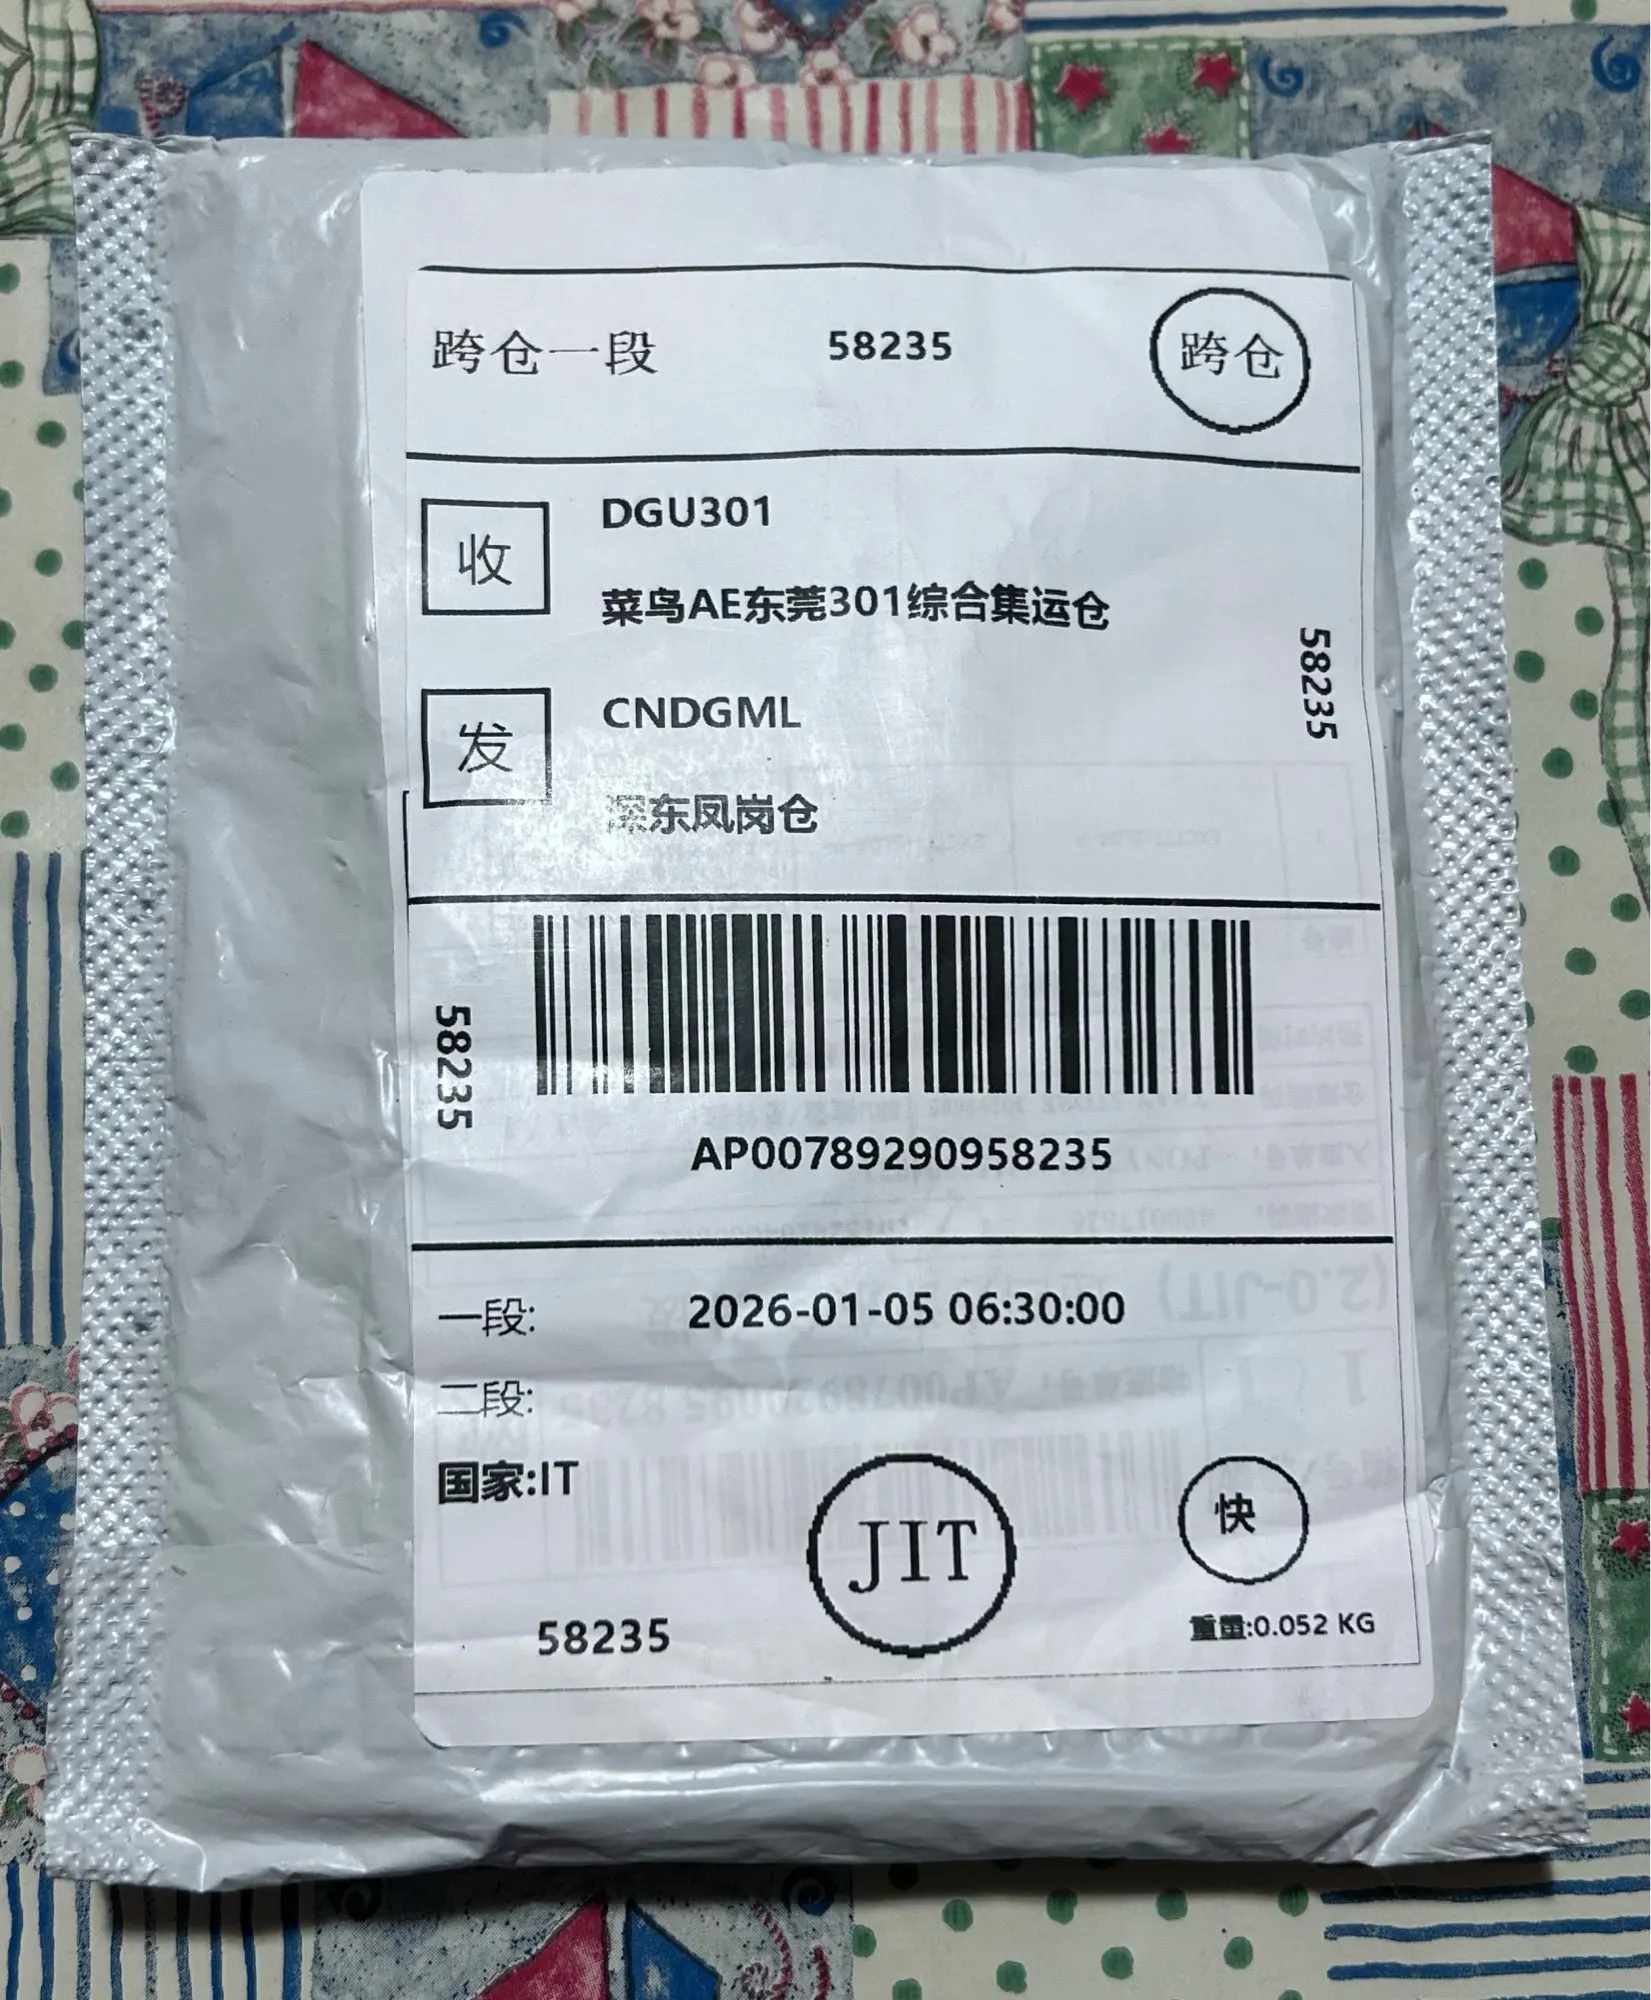 跨仓一段 58235 跨仓
收 DGU301
菜鸟AE东莞301综合集运仓
58235
发 CNDGML
深东凤岗仓
58235
AP00789290958235
一段: 2026-01-05 06:30:00
二段:
国家:IT
JIT
快
58235
重量:0.052 KG